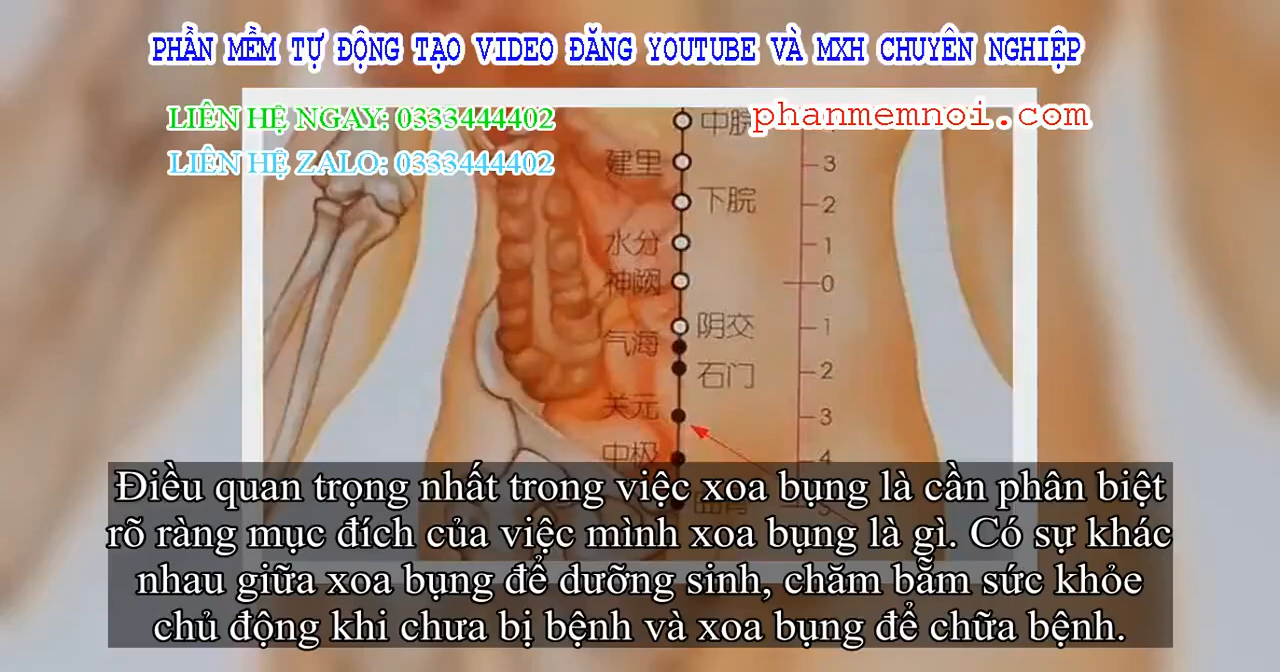 PHẦN MỀM TỰ ĐỘNG TẠO VIDEO ĐĂNG YOUTUBE VÀ MXH CHUYÊN NGHIỆP
LIÊN HỆ NGAY: 0333444402
phanmemnoi.com
LIÊN HỆ ZALO: 0333444402
中脘
建里
3
下脘
2
水分
1
神阙
0
阴交
1
气海
石门
2
关元
3
中极
4
Điều quan trọng nhất trong việc xoa bụng là cần phân biệt
rõ ràng mục đích của việc mình xoa bụng là gì. Có sự khác
nhau giữa xoa bụng để dưỡng sinh, chăm bẵm sức khỏe
chủ động khi chưa bị bệnh và xoa bụng để chữa bệnh.